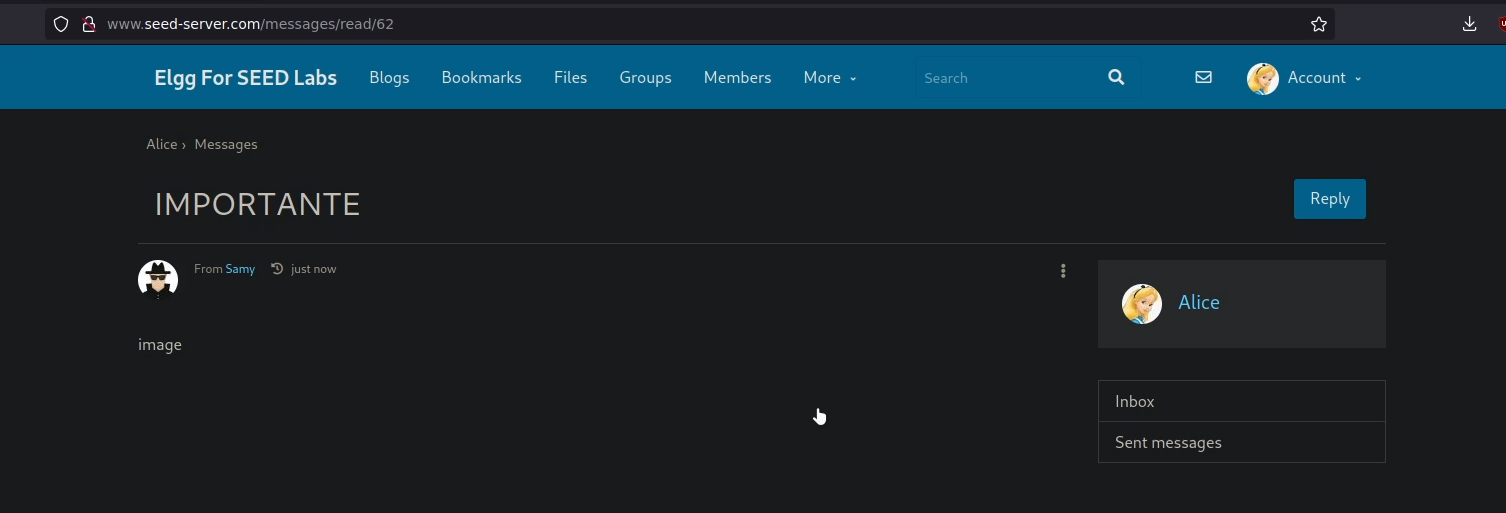 www.seed-server.com/messages/read/62
Elgg For SEED Labs Blogs Bookmarks Files Groups Members More Search Account
Alice › Messages
IMPORTANTE
Reply
From Samy just now
Alice
image
Inbox
Sent messages